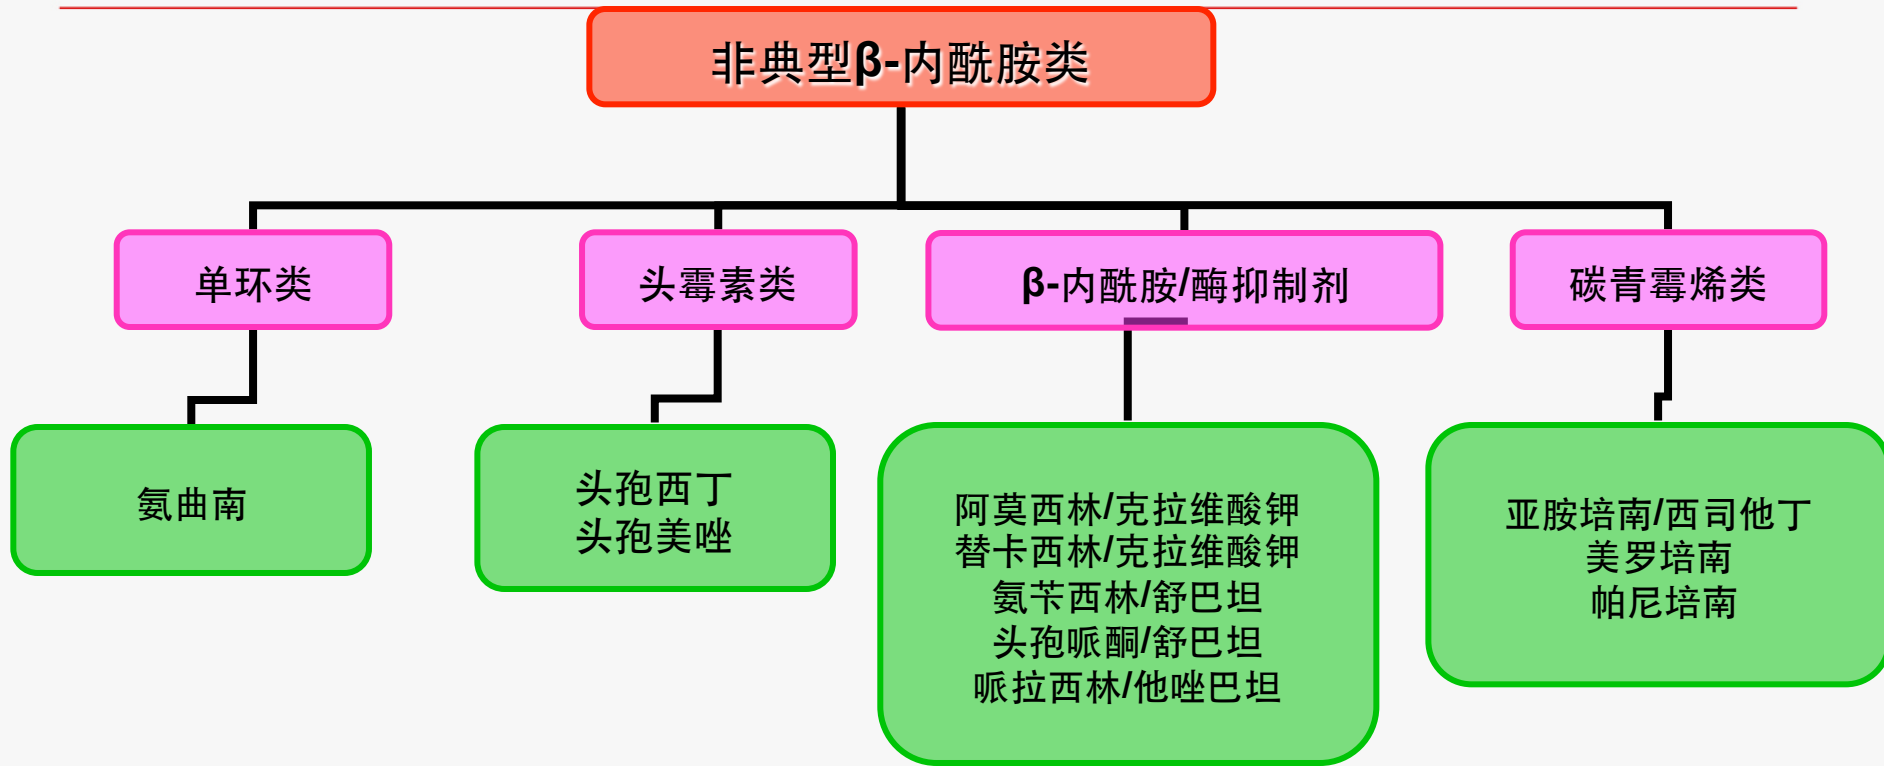 非典型β-内酰胺类
单环类
头霉素类
β-内酰胺/酶抑制剂
碳青霉烯类
氨曲南
头孢西丁
头孢美唑
阿莫西林/克拉维酸钾
替卡西林/克拉维酸钾
氨苄西林/舒巴坦
头孢哌酮/舒巴坦
哌拉西林/他唑巴坦
亚胺培南/西司他丁
美罗培南
帕尼培南